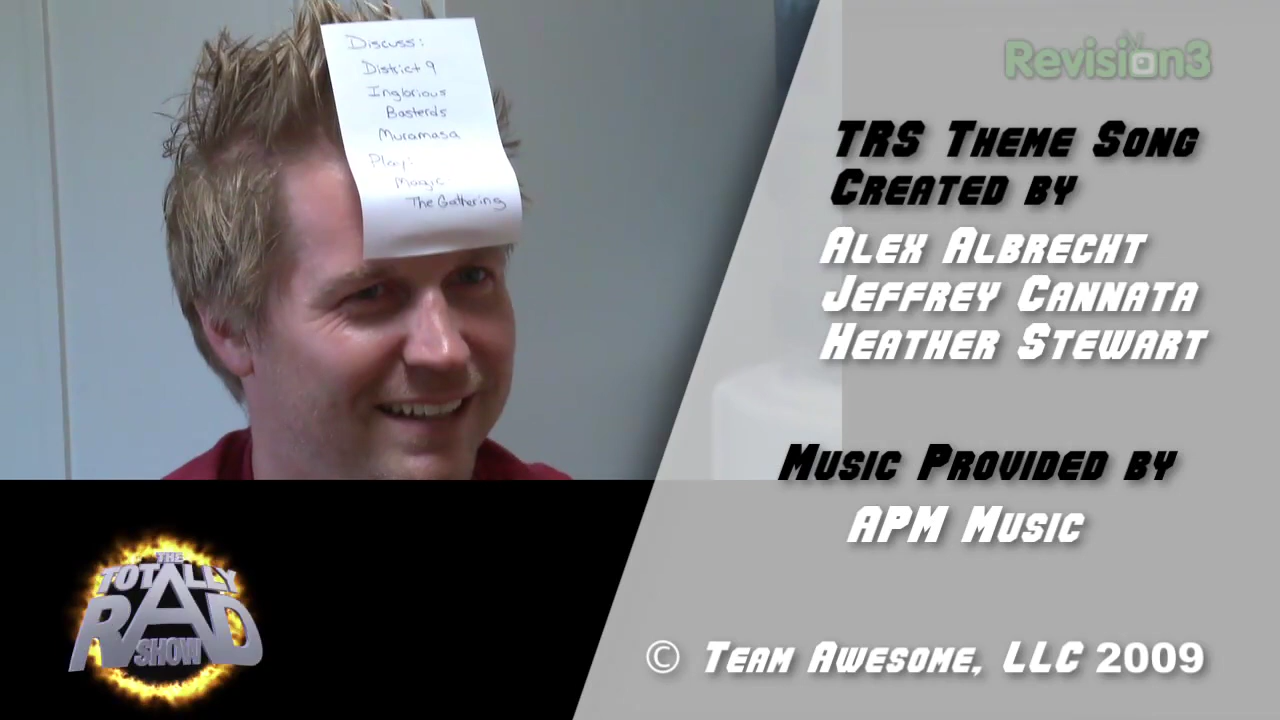 Discuss:
District 9
Inglorious
Basterds
Muramasa
Play:
Magic:
The Gathering
Revision3
TV
TRS Theme Song
Created by
Alex Albrecht
Jeffrey Cannata
Heather Stewart
Music Provided by
APM Music
© Team Awesome, LLC 2009
THE
TOTALLY
RAD
SHOW